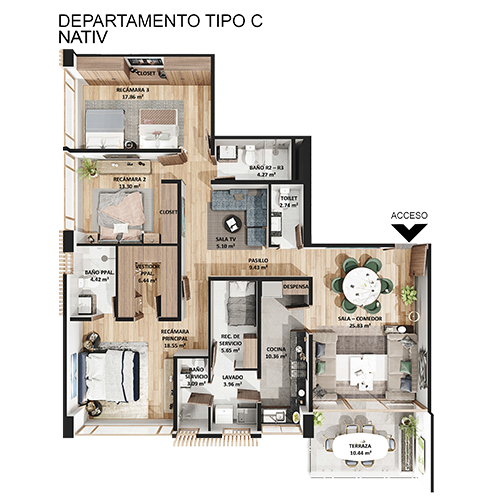 DEPARTAMENTO TIPO C
NATIV
CLOSET
RECÁMARA 3
17.86 m²
BAÑO R2 – R3
4.27 m²
RECÁMARA 2
13.30 m²
CLOSET
TOILET
2.74 m²
SALA TV
5.10 m²
ACCESO
PASILLO
9.43 m²
BAÑO PPAL.
4.42 m²
VESTIDOR
PPAL.
6.44 m²
DESPENSA
SALA – COMEDOR
25.83 m²
RECÁMARA
PRINCIPAL
18.55 m²
REC. DE
SERVICIO
5.65 m²
COCINA
10.36 m²
BAÑO
SERVICIO
3.09 m²
LAVADO
3.96 m²
TERRAZA
10.44 m²